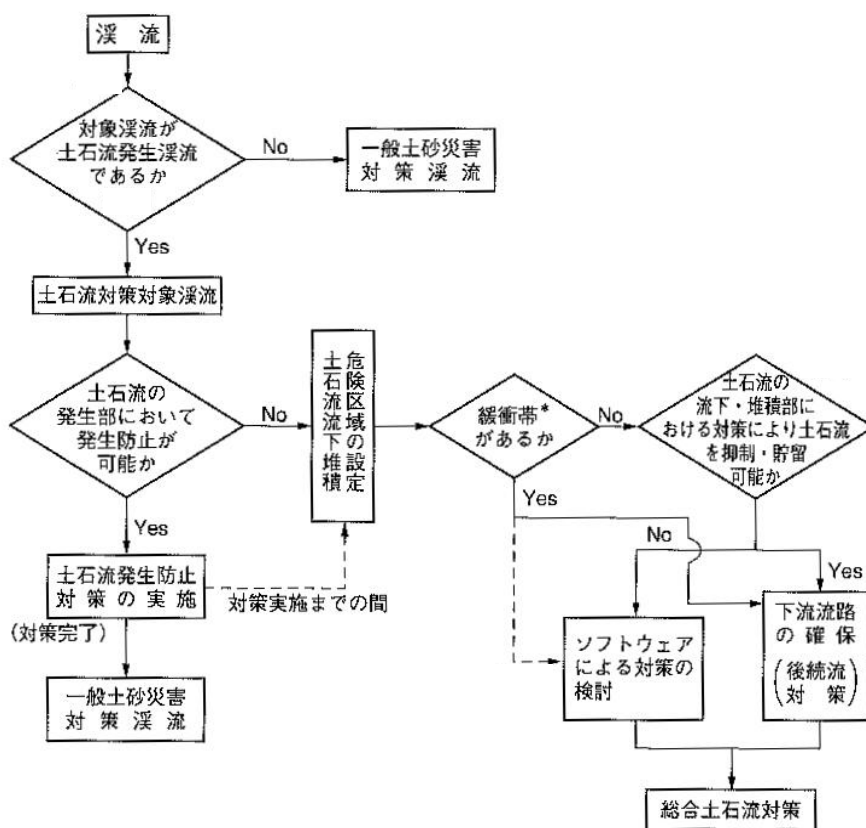 渓流
対象渓流が
土石流発生渓流
であるか
No
一般土砂災害
対策渓流
Yes
土石流対策対象渓流
土石流の
発生部において
発生防止が
可能か
No
危険区域の設定
土石流流下堆積
緩衝帯*
があるか
No
土石流の
流下・堆積部に
おける対策により土石流
を抑制・貯留
可能か
Yes
土石流発生防止
対策の実施
(対策完了)
対策実施までの間
一般土砂災害
対策渓流
Yes
No
Yes
ソフトウェア
による対策の
検討
下流流路
の確保
(後続流
対策)
総合土石流対策